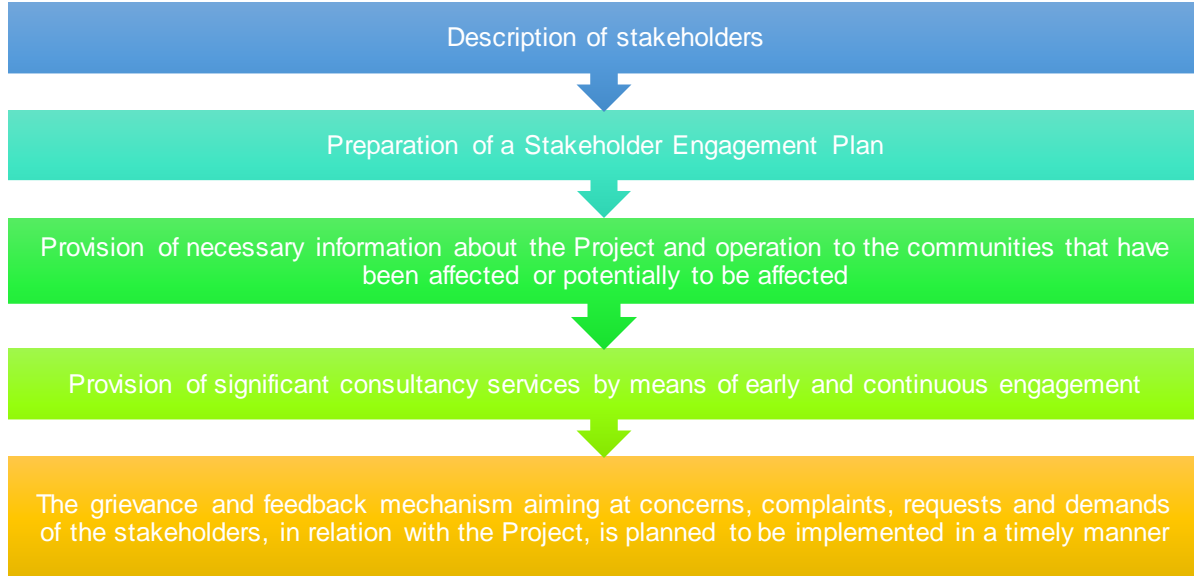 Description of stakeholders
Preparation of a Stakeholder Engagement Plan
Provision of necessary information about the Project and operation to the communities that have
been affected or potentially to be affected
Provision of significant consultancy services by means of early and continuous engagement
The grievance and feedback mechanism aiming at concerns, complaints, requests and demands
of the stakeholders, in relation with the Project, is planned to be implemented in a timely manner